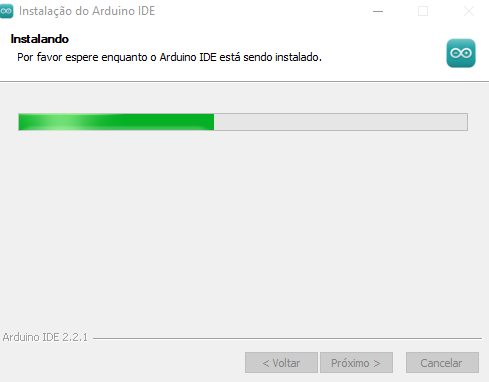 Instalação do Arduino IDE
Instalando
Por favor espere enquanto o Arduino IDE está sendo instalado.
Arduino IDE 2.2.1
< Voltar
Próximo >
Cancelar